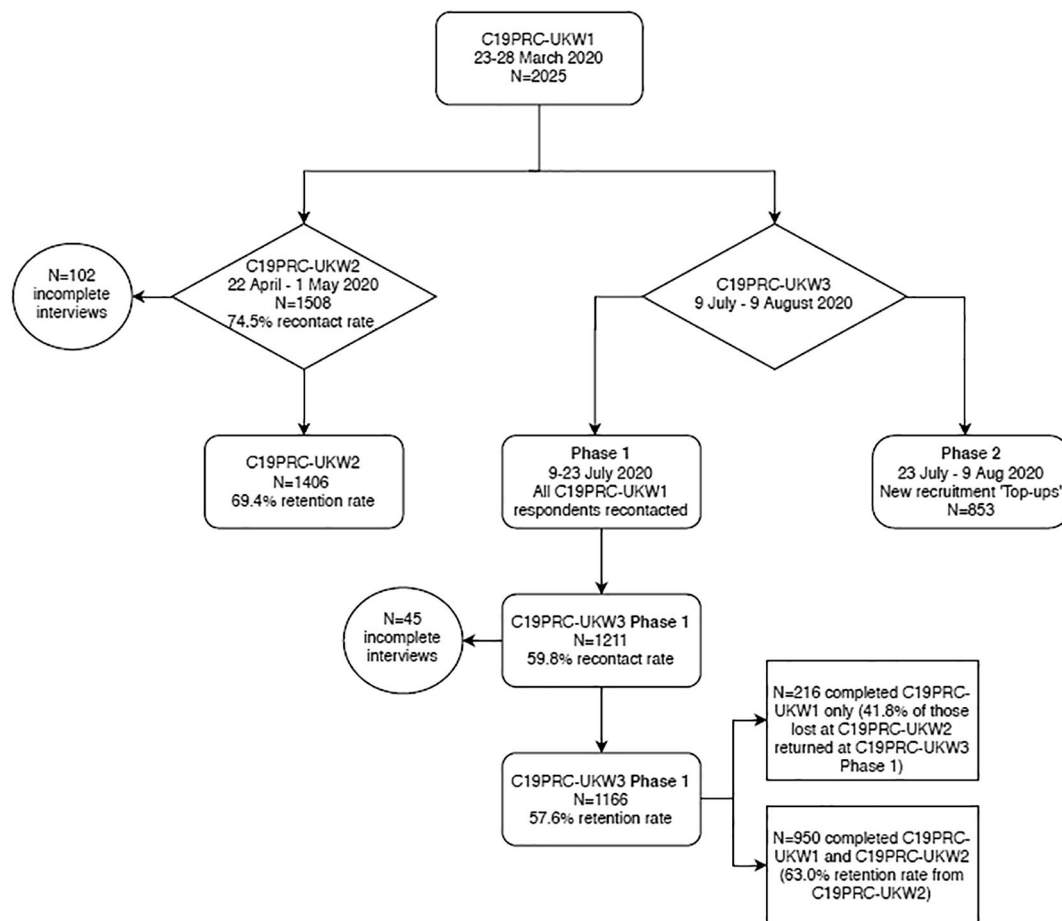 C19PRC-UKW1
23-28 March 2020
N=2025
N=102
incomplete
interviews
C19PRC-UKW2
22 April - 1 May 2020
N=1508
74.5% recontact rate
C19PRC-UKW3
9 July - 9 August 2020
C19PRC-UKW2
N=1406
69.4% retention rate
Phase 1
9-23 July 2020
All C19PRC-UKW1
respondents recontacted
Phase 2
23 July - 9 Aug 2020
New recruitment 'Top-ups'
N=853
N=45
incomplete
interviews
C19PRC-UKW3 Phase 1
N=1211
59.8% recontact rate
C19PRC-UKW3 Phase 1
N=1166
57.6% retention rate
N=216 completed C19PRC-
UKW1 only (41.8% of those
lost at C19PRC-UKW2
returned at C19PRC-UKW3
Phase 1)
N=950 completed C19PRC-
UKW1 and C19PRC-UKW2
(63.0% retention rate from
C19PRC-UKW2)